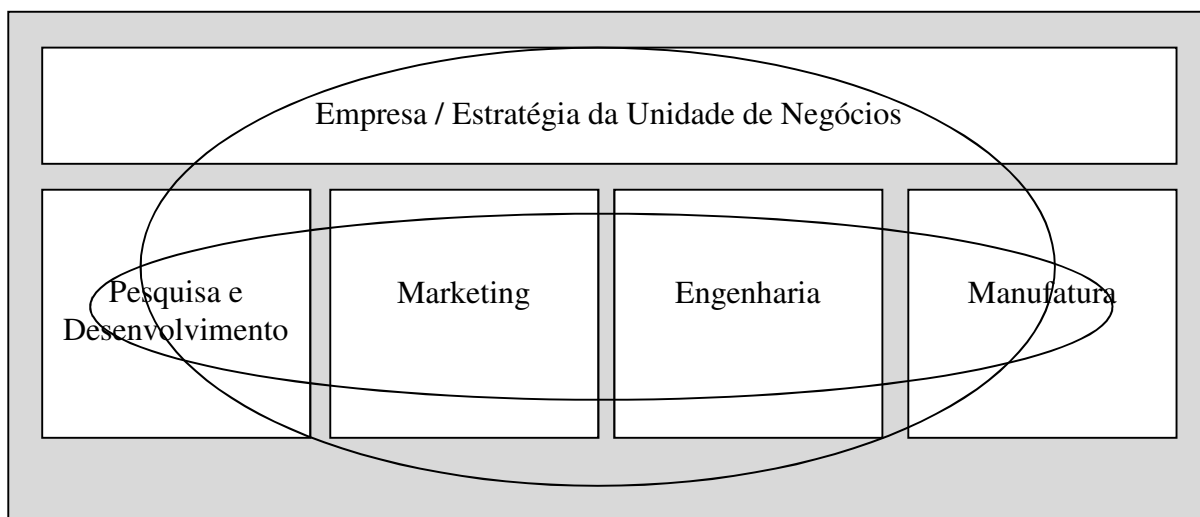 Empresa / Estratégia da Unidade de Negócios
Pesquisa e
Desenvolvimento
Marketing
Engenharia
Manufatura